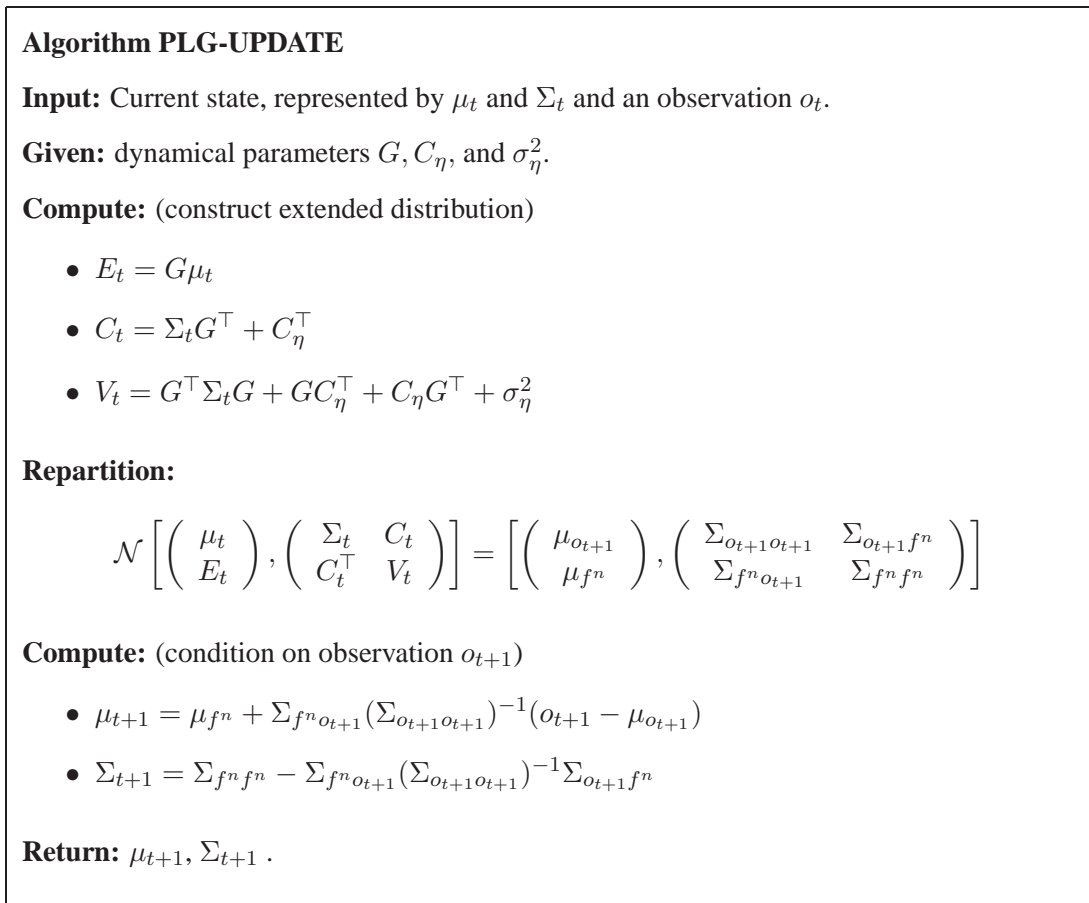 Algorithm PLG-UPDATE
Input: Current state, represented by μ_t and Σ_t and an observation o_t.
Given: dynamical parameters G, C_η, and σ_η^2.
Compute: (construct extended distribution)
• E_t = Gμ_t
• C_t = Σ_t G^⊤ + C_η^⊤
• V_t = G^⊤ Σ_t G + G C_η^⊤ + C_η G^⊤ + σ_η^2
Repartition:
N [ ( μ_t E_t ) , ( Σ_t C_t C_t^⊤ V_t ) ] = [ ( μ_{o_{t+1}} μ_{f^n} ) , ( Σ_{o_{t+1}o_{t+1}} Σ_{o_{t+1}f^n} Σ_{f^n o_{t+1}} Σ_{f^n f^n} ) ]
Compute: (condition on observation o_{t+1})
• μ_{t+1} = μ_{f^n} + Σ_{f^n o_{t+1}} (Σ_{o_{t+1}o_{t+1}})^{-1} (o_{t+1} − μ_{o_{t+1}})
• Σ_{t+1} = Σ_{f^n f^n} − Σ_{f^n o_{t+1}} (Σ_{o_{t+1}o_{t+1}})^{-1} Σ_{o_{t+1}f^n}
Return: μ_{t+1}, Σ_{t+1} .